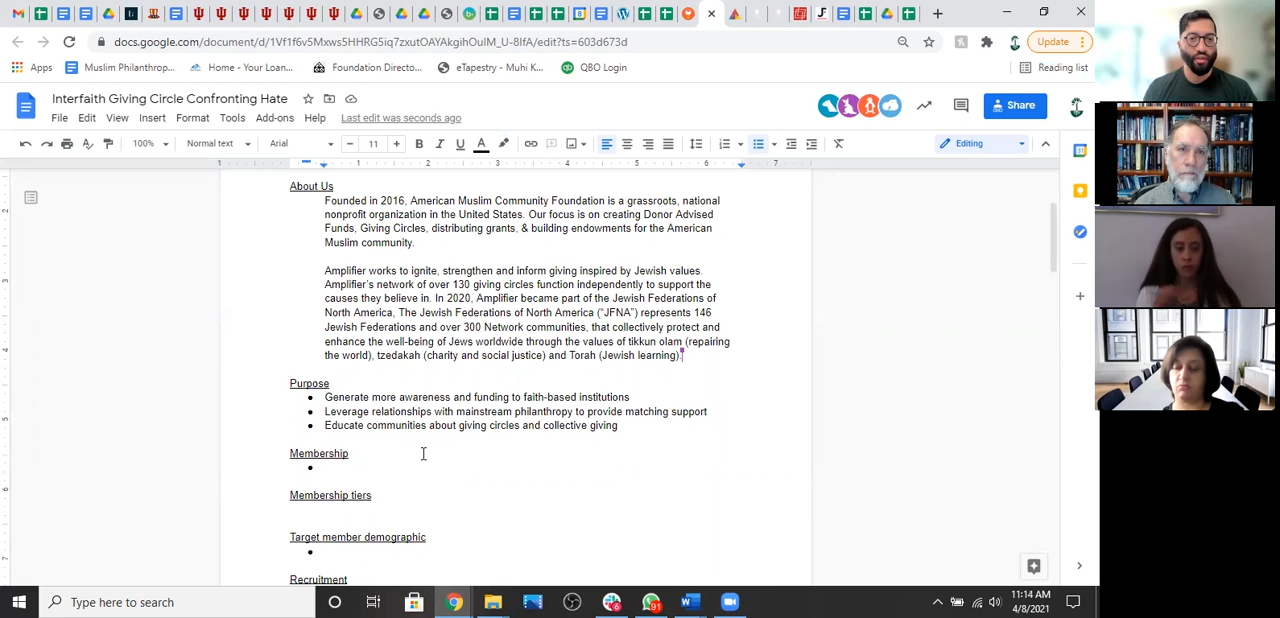 docs.google.com/document/d/1Vf1f6v5Mxws5HHRG5iq7zxutOAYAkgihOuM_U3lfA/edit?ts=603d673d
Update
Apps
Muslim Philanthrop...
Home - Your Loan...
Foundation Directo...
eTapestry - Muhi K...
QBO Login
Reading list
Interfaith Giving Circle Confronting Hate
File Edit View Insert Format Tools Add-ons Help Last edit was seconds ago
Share
100% Normal text Arial 11 Editing
About Us
Founded in 2016, American Muslim Community Foundation is a grassroots, national
nonprofit organization in the United States. Our focus is on creating Donor Advised
Funds, Giving Circles, distributing grants, & building endowments for the American
Muslim community.
Amplifier works to ignite, strengthen and inform giving inspired by Jewish values.
Amplifier's network of over 130 giving circles function independently to support the
causes they believe in. In 2020, Amplifier became part of the Jewish Federations of
North America, The Jewish Federations of North America ("JFNA") represents 146
Jewish Federations and over 300 Network communities, that collectively protect and
enhance the well-being of Jews worldwide through the values of tikkun olam (repairing
the world), tzedakah (charity and social justice) and Torah (Jewish learning).
Purpose
Generate more awareness and funding to faith-based institutions
Leverage relationships with mainstream philanthropy to provide matching support
Educate communities about giving circles and collective giving
Membership
Membership tiers
Target member demographic
Recruitment
Type here to search
11:14 AM
4/8/2021